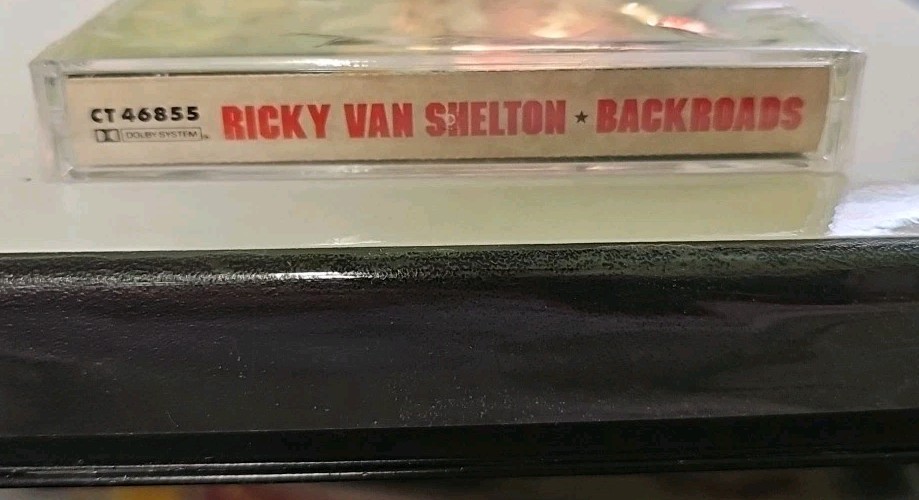 CT 46855 RICKY VAN SHELTON ★ BACKROADS
DOLBY SYSTEM